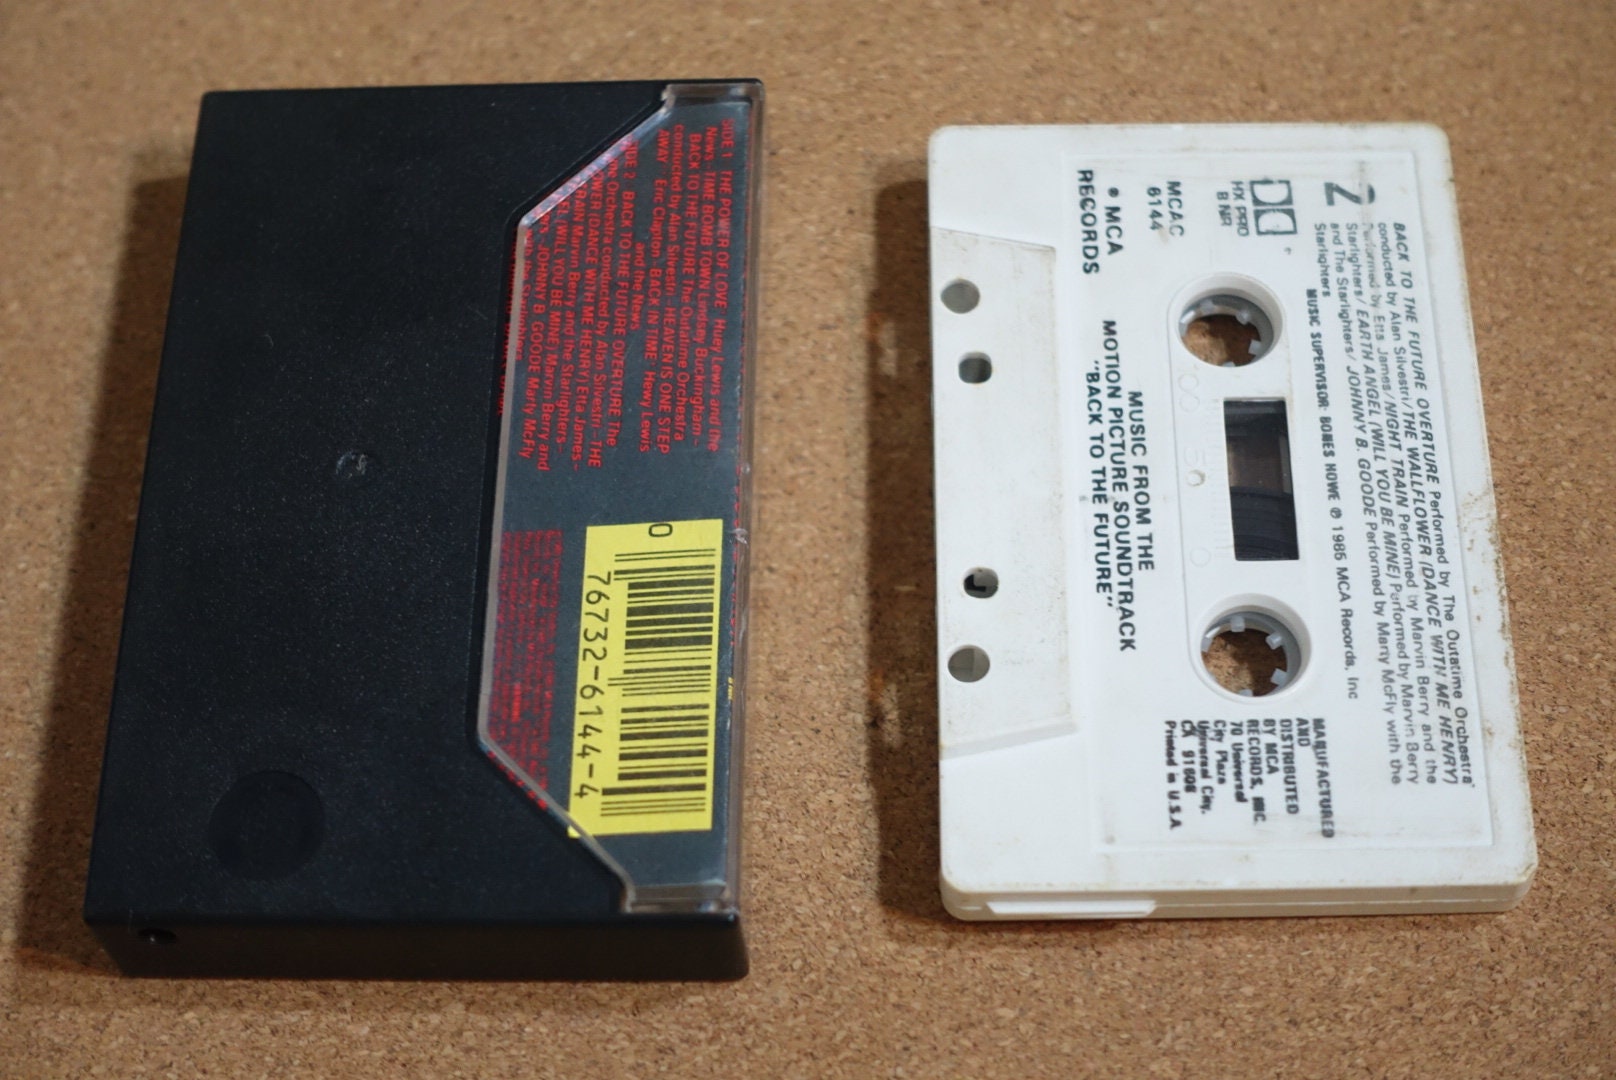 SIDE 1 THE POWER OF LOVE Huey Lewis and the
News - TIME BOMB TOWN Lindsey Buckingham -
BACK TO THE FUTURE The Outatime Orchestra
conducted by Alan Silvestri - HEAVEN IS ONE STEP
AWAY - Eric Clapton - BACK IN TIME Huey Lewis
and the News
SIDE 2 BACK TO THE FUTURE OVERTURE The
Orchestra conducted by Alan Silvestri - THE
(DANCE WITH ME HENRY) Etta James -
Marvin Berry and the Starlighters -
(WILL YOU BE MINE) Marvin Berry and
JOHNNY B. GOODE Marty McFly
with the Starlighters
0
76732-6144-4
2
BACK TO THE FUTURE OVERTURE Performed by The Outatime Orchestra
conducted by Alan Silvestri/THE WALLFLOWER (DANCE WITH ME HENRY)
Performed by Etta James/NIGHT TRAIN Performed by Marvin Berry and the
Starlighters/EARTH ANGEL (WILL YOU BE MINE) Performed by Marvin Berry
and The Starlighters/JOHNNY B. GOODE Performed by Marty McFly with the
Starlighters
MUSIC SUPERVISOR: BONES HOWE ℗ 1985 MCA Records, Inc
HX PRO
B NR
MCAC
6144
MCA
RECORDS
MANUFACTURED
AND
DISTRIBUTED
BY MCA
RECORDS, INC.
70 Universal
City Plaza
Universal City,
CA 91608
Printed in U.S.A.
MUSIC FROM THE
MOTION PICTURE SOUNDTRACK
"BACK TO THE FUTURE"